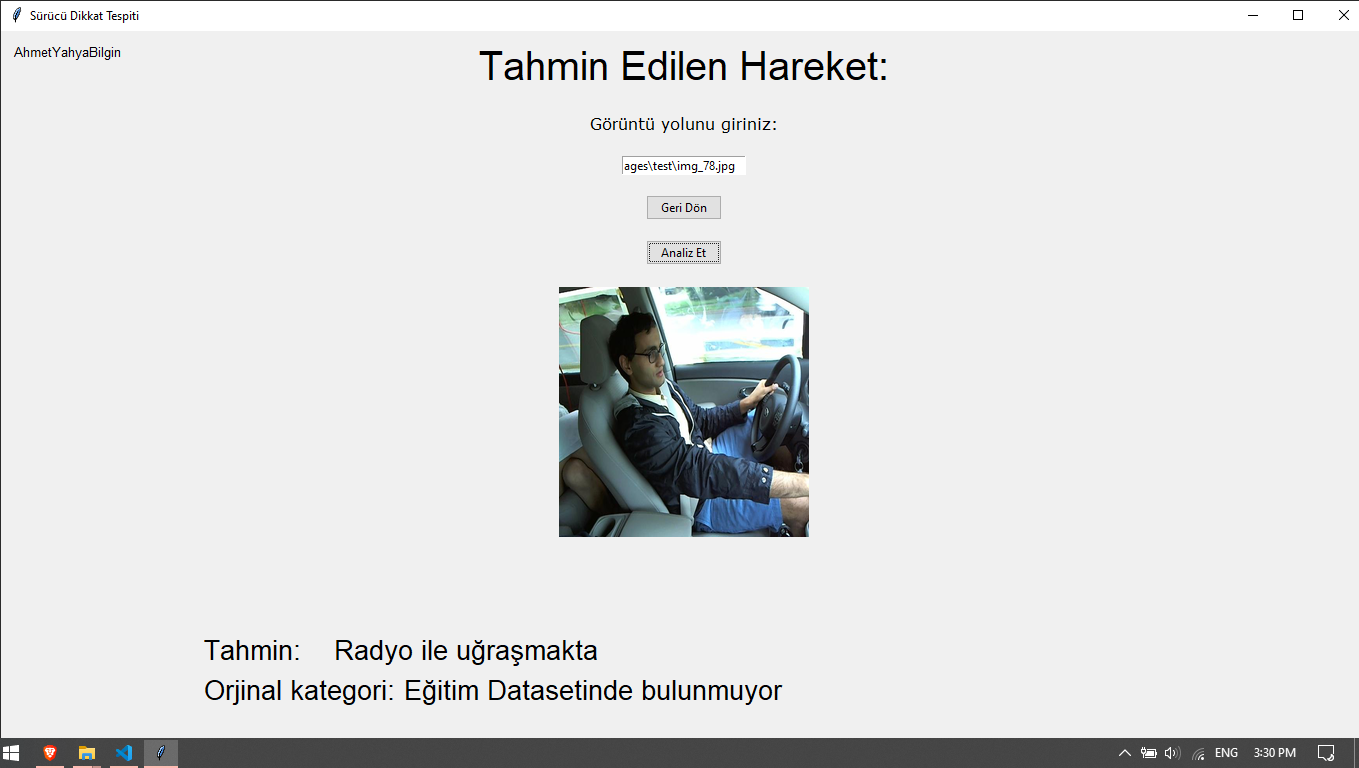 Sürücü Dikkat Tespiti
AhmetYahyaBilgin
Tahmin Edilen Hareket:
Görüntü yolunu giriniz:
ages\test\img_78.jpg
Geri Dön
Analiz Et
Tahmin: Radyo ile uğraşmakta
Orjinal kategori: Eğitim Datasetinde bulunmuyor
ENG 3:30 PM